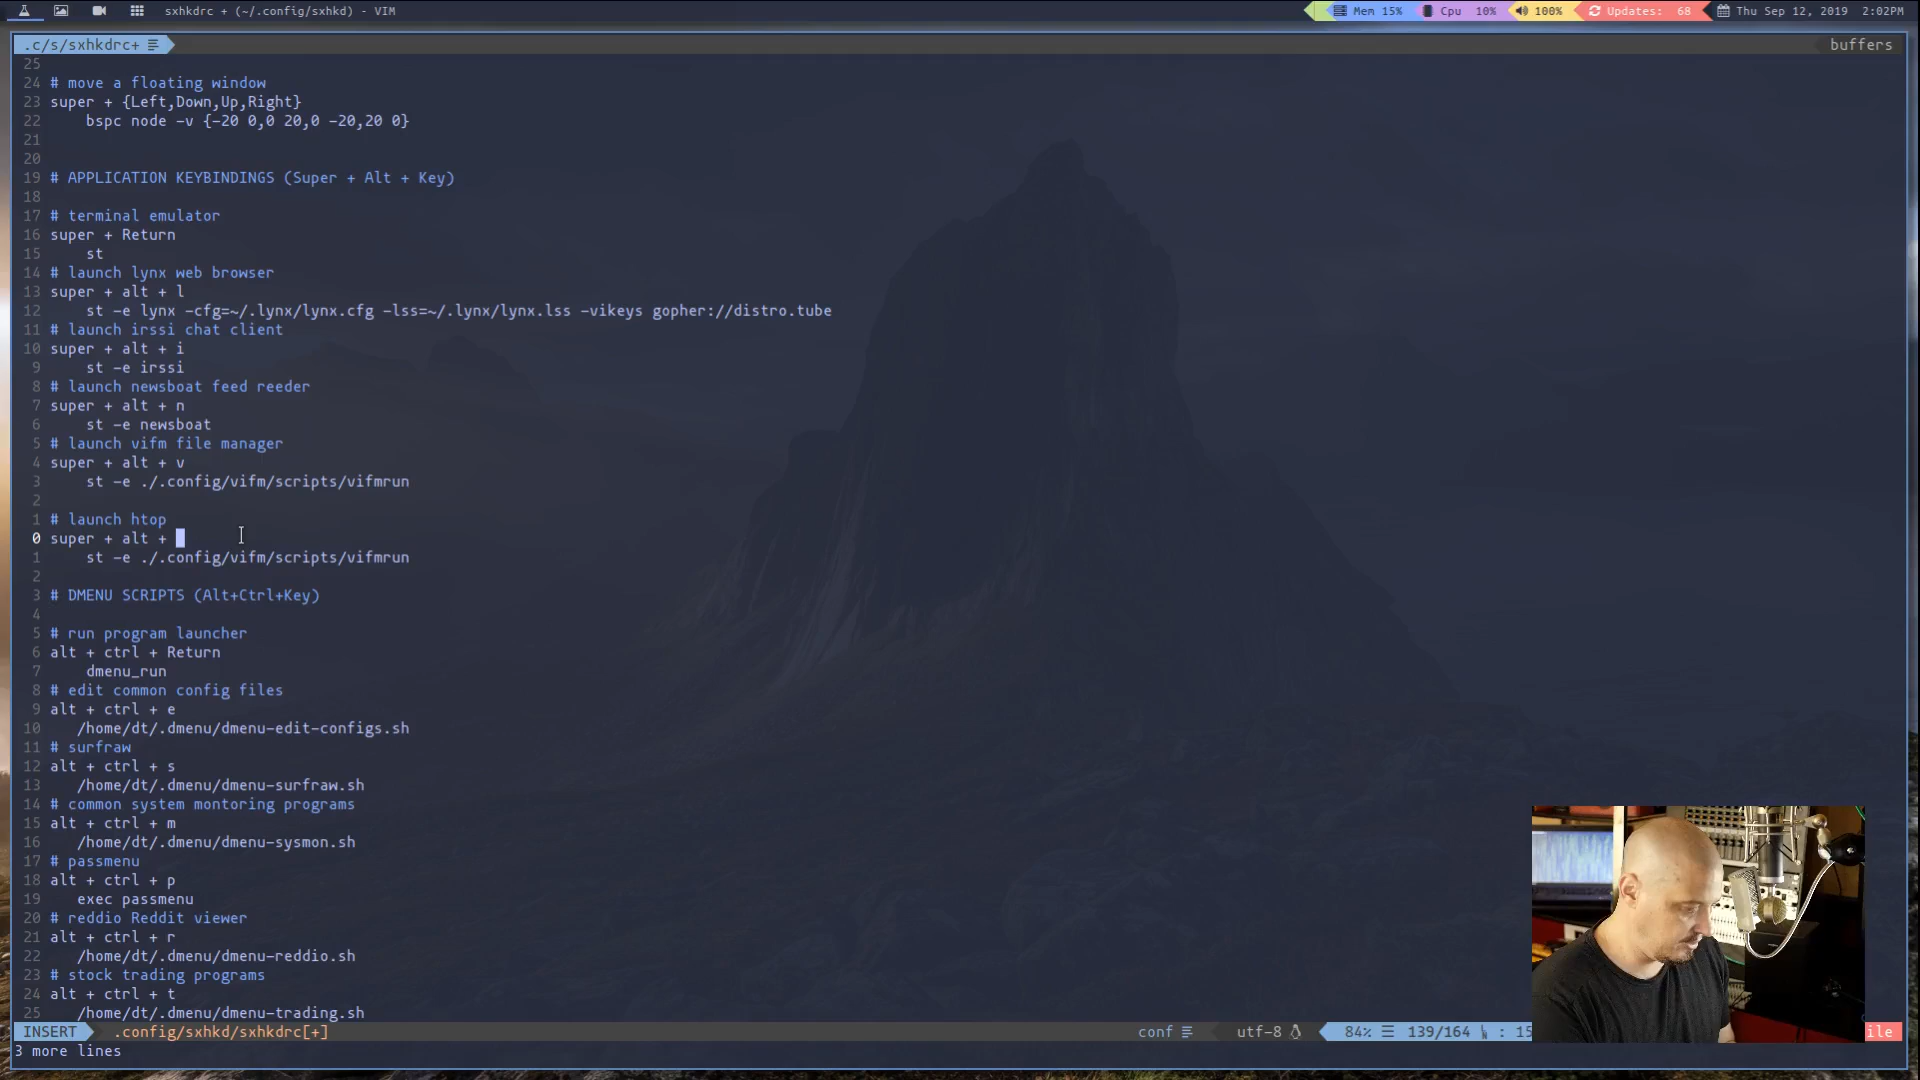 sxhkdrc + (~/.config/sxhkd) - VIM
Mem 15% Cpu 10% 100% Updates: 68 Thu Sep 12, 2019 2:02PM
.c/s/sxhkdrc+ buffers
25
24 # move a floating window
23 super + {Left,Down,Up,Right}
22 bspc node -v {-20 0,0 20,0 -20,20 0}
21
20
19 # APPLICATION KEYBINDINGS (Super + Alt + Key)
18
17 # terminal emulator
16 super + Return
15 st
14 # launch lynx web browser
13 super + alt + l
12 st -e lynx -cfg=~/.lynx/lynx.cfg -lss=~/.lynx/lynx.lss -vikeys gopher://distro.tube
11 # launch irssi chat client
10 super + alt + i
9 st -e irssi
8 # launch newsboat feed reeder
7 super + alt + n
6 st -e newsboat
5 # launch vifm file manager
4 super + alt + v
3 st -e ./.config/vifm/scripts/vifmrun
2
1 # launch htop
0 super + alt +
1 st -e ./.config/vifm/scripts/vifmrun
2
3 # DMENU SCRIPTS (Alt+Ctrl+Key)
4
5 # run program launcher
6 alt + ctrl + Return
7 dmenu_run
8 # edit common config files
9 alt + ctrl + e
10 /home/dt/.dmenu/dmenu-edit-configs.sh
11 # surfraw
12 alt + ctrl + s
13 /home/dt/.dmenu/dmenu-surfraw.sh
14 # common system montoring programs
15 alt + ctrl + m
16 /home/dt/.dmenu/dmenu-sysmon.sh
17 # passmenu
18 alt + ctrl + p
19 exec passmenu
20 # reddio Reddit viewer
21 alt + ctrl + r
22 /home/dt/.dmenu/dmenu-reddio.sh
23 # stock trading programs
24 alt + ctrl + t
25 /home/dt/.dmenu/dmenu-trading.sh
INSERT .config/sxhkd/sxhkdrc[+] conf utf-8 84% 139/164 : 15 ile
3 more lines